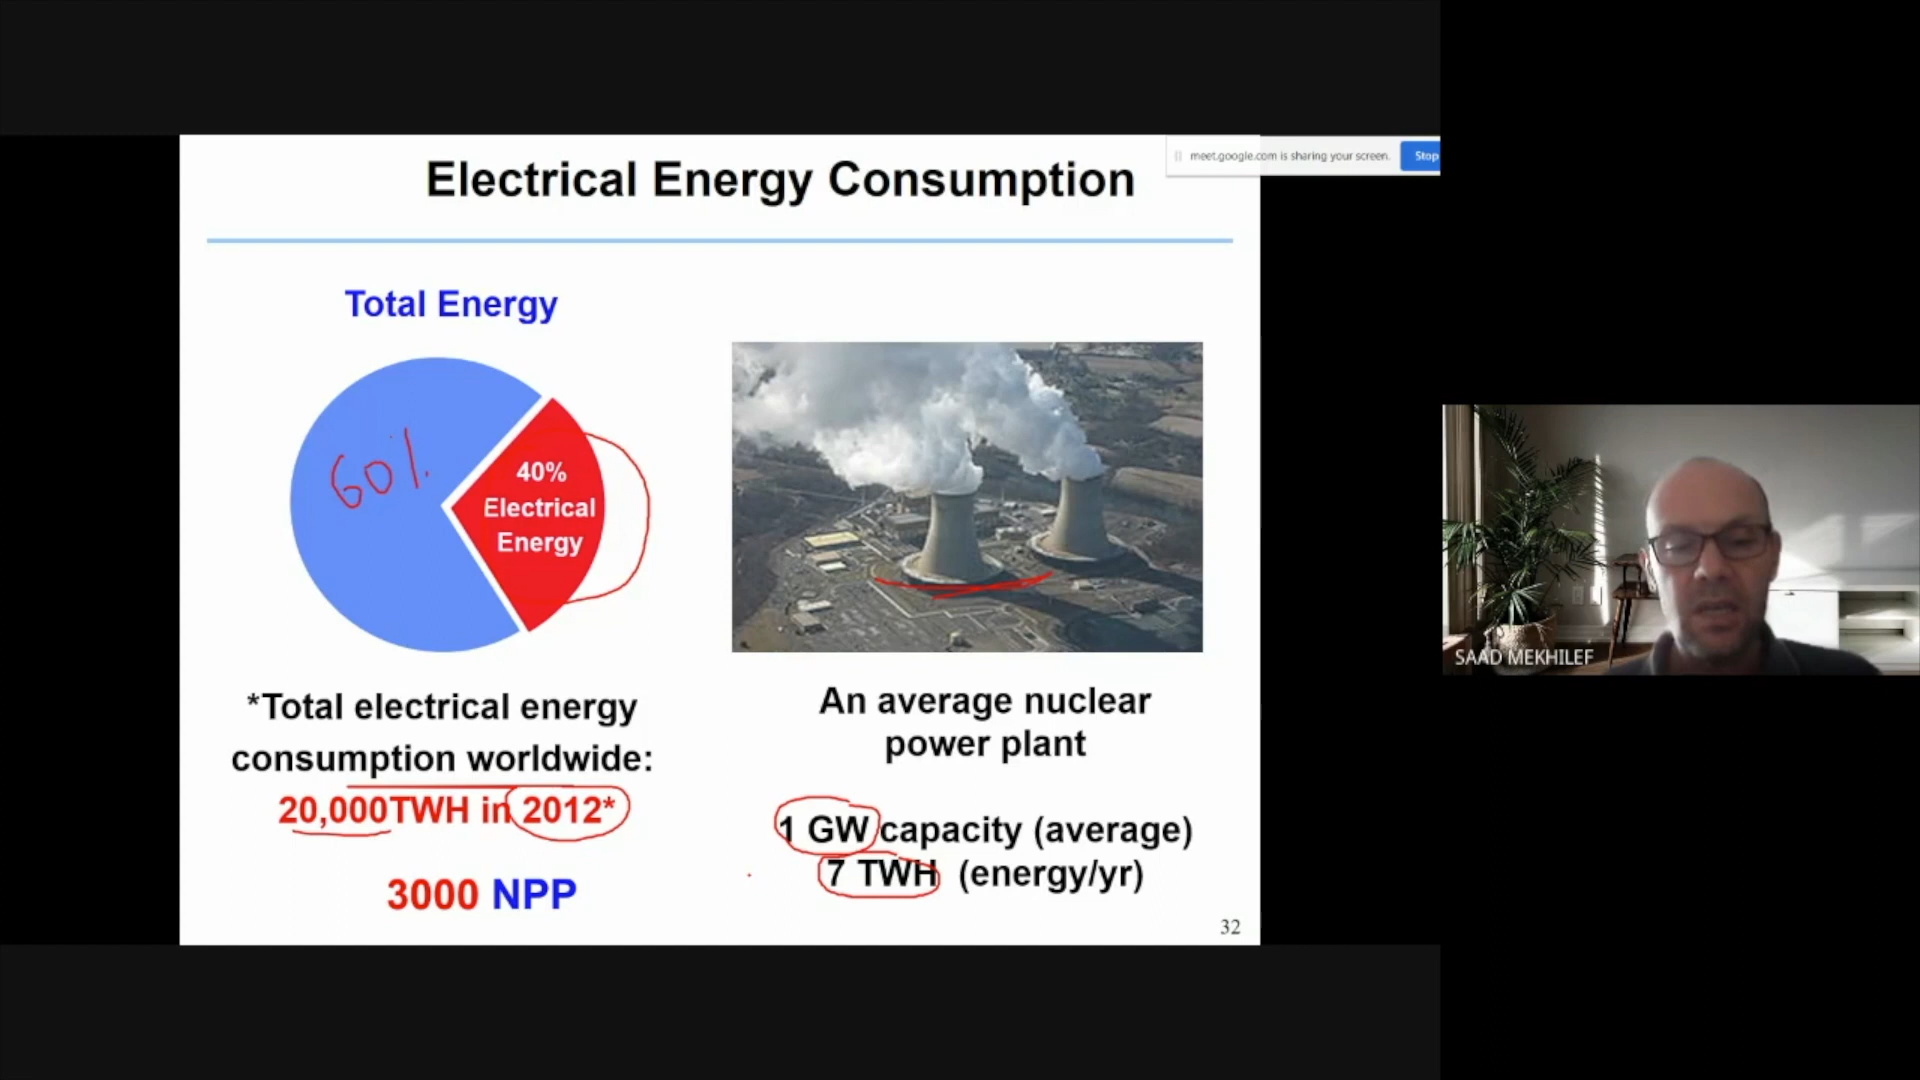 Electrical Energy Consumption
meet.google.com is sharing your screen.
Stop
Total Energy
60%
40%
Electrical
Energy
*Total electrical energy
consumption worldwide:
20,000TWH in 2012*
3000 NPP
An average nuclear
power plant
1 GW capacity (average)
7 TWH (energy/yr)
32
SAAD MEKHILEF